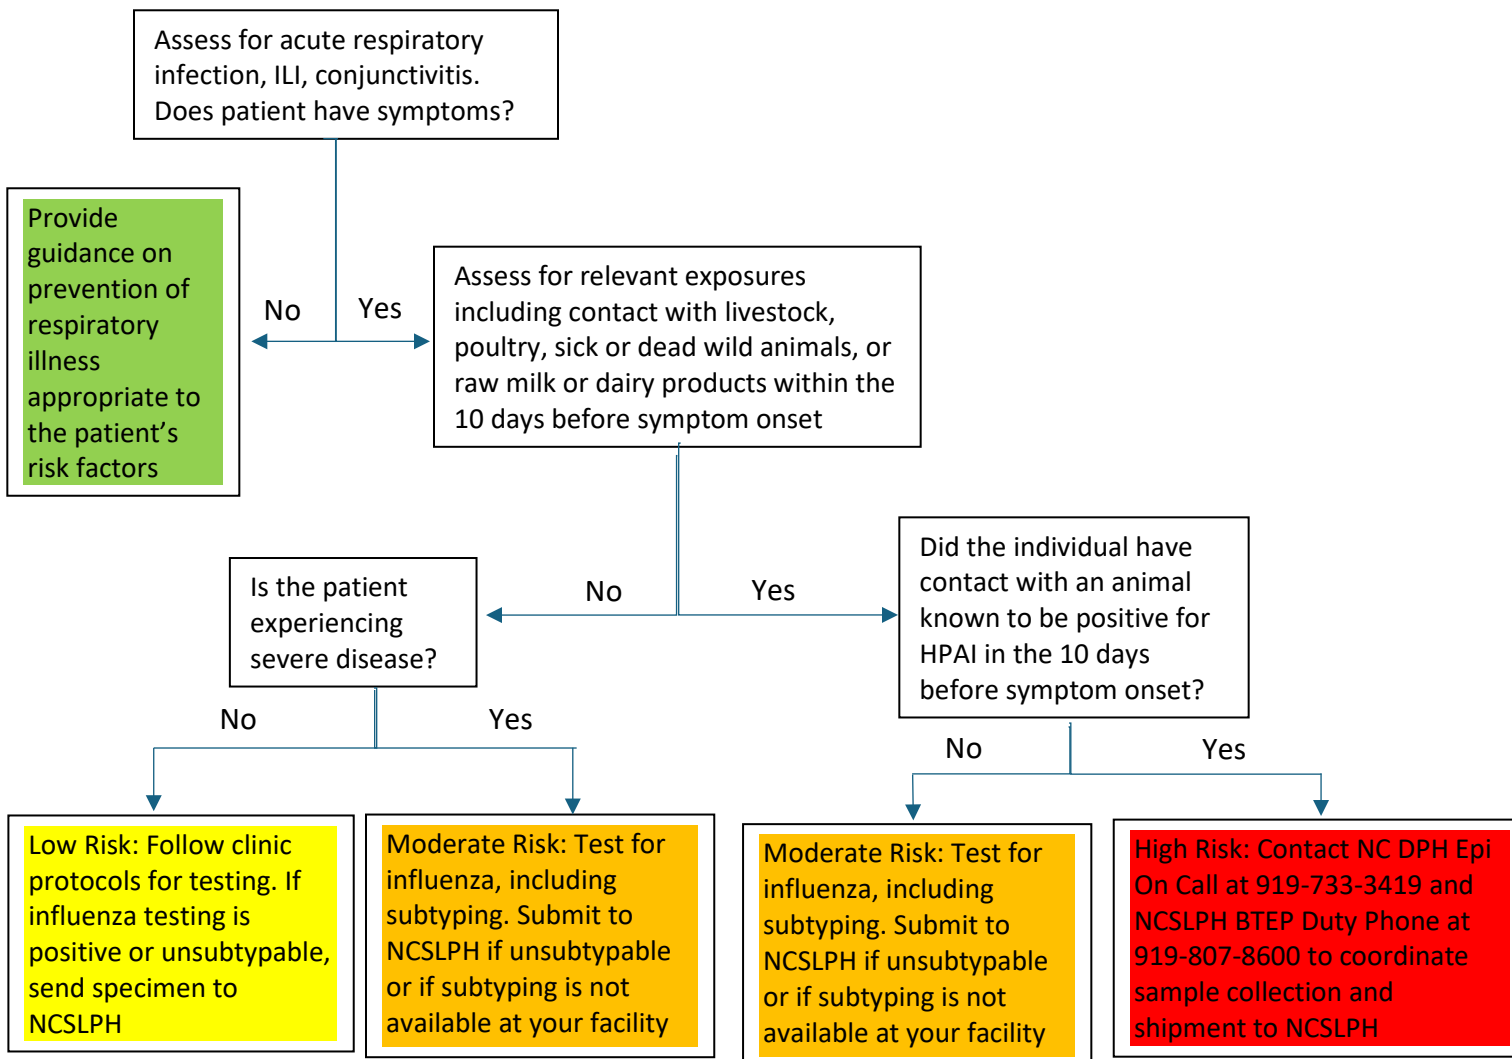 Assess for acute respiratory
infection, ILI, conjunctivitis.
Does patient have symptoms?
Provide
guidance on
prevention of
respiratory
illness
appropriate to
the patient’s
risk factors
No
Yes
Assess for relevant exposures
including contact with livestock,
poultry, sick or dead wild animals, or
raw milk or dairy products within the
10 days before symptom onset
Is the patient
experiencing
severe disease?
No
Yes
Did the individual have
contact with an animal
known to be positive for
HPAI in the 10 days
before symptom onset?
No
Yes
No
Yes
Low Risk: Follow clinic
protocols for testing. If
influenza testing is
positive or unsubtypable,
send specimen to
NCSLPH
Moderate Risk: Test for
influenza, including
subtyping. Submit to
NCSLPH if unsubtypable
or if subtyping is not
available at your facility
Moderate Risk: Test for
influenza, including
subtyping. Submit to
NCSLPH if unsubtypable
or if subtyping is not
available at your facility
High Risk: Contact NC DPH Epi
On Call at 919-733-3419 and
NCSLPH BTEP Duty Phone at
919-807-8600 to coordinate
sample collection and
shipment to NCSLPH